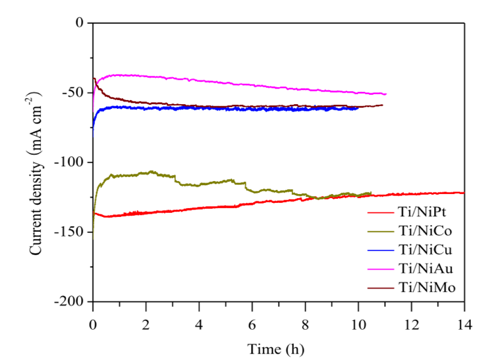 0
-50
-100
-150
-200
Current density (mA cm-2)
Ti/NiPt
Ti/NiCo
Ti/NiCu
Ti/NiAu
Ti/NiMo
0 2 4 6 8 10 12 14
Time (h)